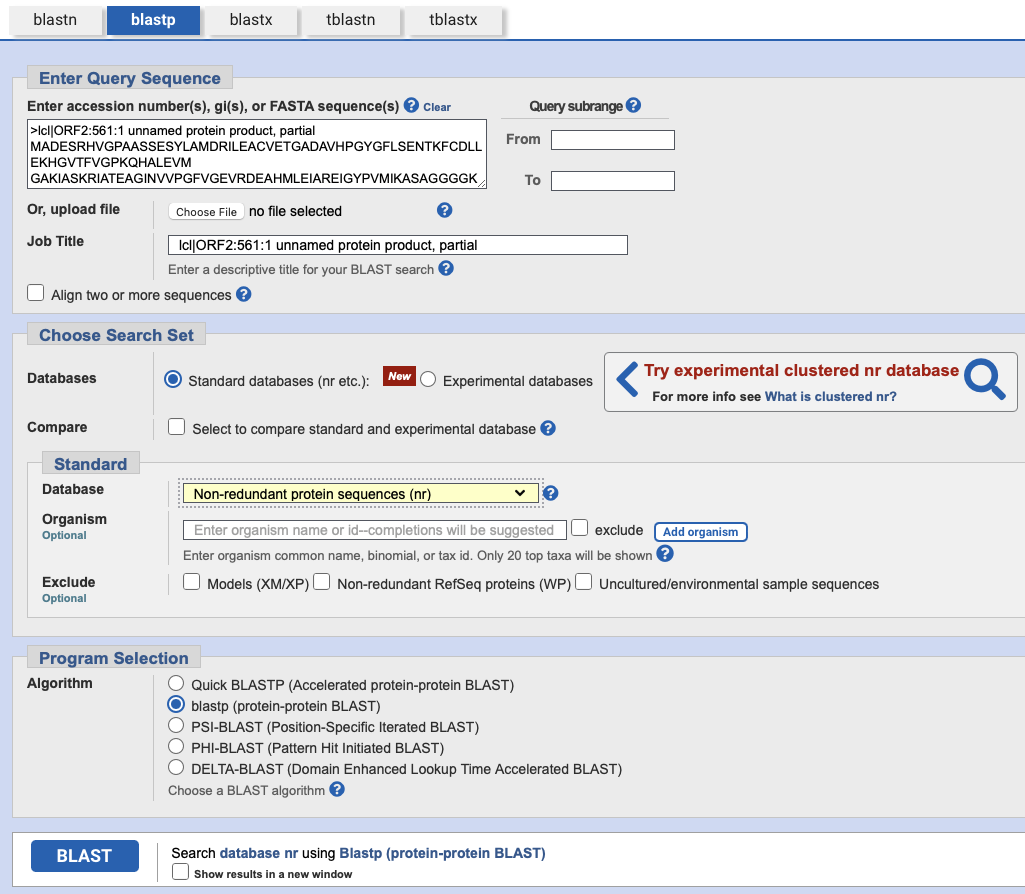 blastn blastp blastx tblastn tblastx
Enter Query Sequence
Enter accession number(s), gi(s), or FASTA sequence(s) ? Clear
Query subrange ?
>lcl|ORF2:561:1 unnamed protein product, partial
MADESRHVGPAASSESYLAMDRILEACVETGADAVHPGYGFLSENTKFCDLL
EKHGVTFVGPKQHALEVM
GAKIASKRIATEAGINVVPGFVGEVRDEAHMLEIAREIGYPVMIKASAGGGGK
From
To
Or, upload file Choose File no file selected ?
Job Title lcl|ORF2:561:1 unnamed protein product, partial
Enter a descriptive title for your BLAST search ?
Align two or more sequences ?
Choose Search Set
Databases Standard databases (nr etc.): New Experimental databases
Try experimental clustered nr database
For more info see What is clustered nr?
Compare Select to compare standard and experimental database ?
Standard
Database Non-redundant protein sequences (nr) ?
Organism
Optional
Enter organism name or id--completions will be suggested exclude Add organism
Enter organism common name, binomial, or tax id. Only 20 top taxa will be shown ?
Exclude
Optional
Models (XM/XP) Non-redundant RefSeq proteins (WP) Uncultured/environmental sample sequences
Program Selection
Algorithm
Quick BLASTP (Accelerated protein-protein BLAST)
blastp (protein-protein BLAST)
PSI-BLAST (Position-Specific Iterated BLAST)
PHI-BLAST (Pattern Hit Initiated BLAST)
DELTA-BLAST (Domain Enhanced Lookup Time Accelerated BLAST)
Choose a BLAST algorithm ?
BLAST
Search database nr using Blastp (protein-protein BLAST)
Show results in a new window